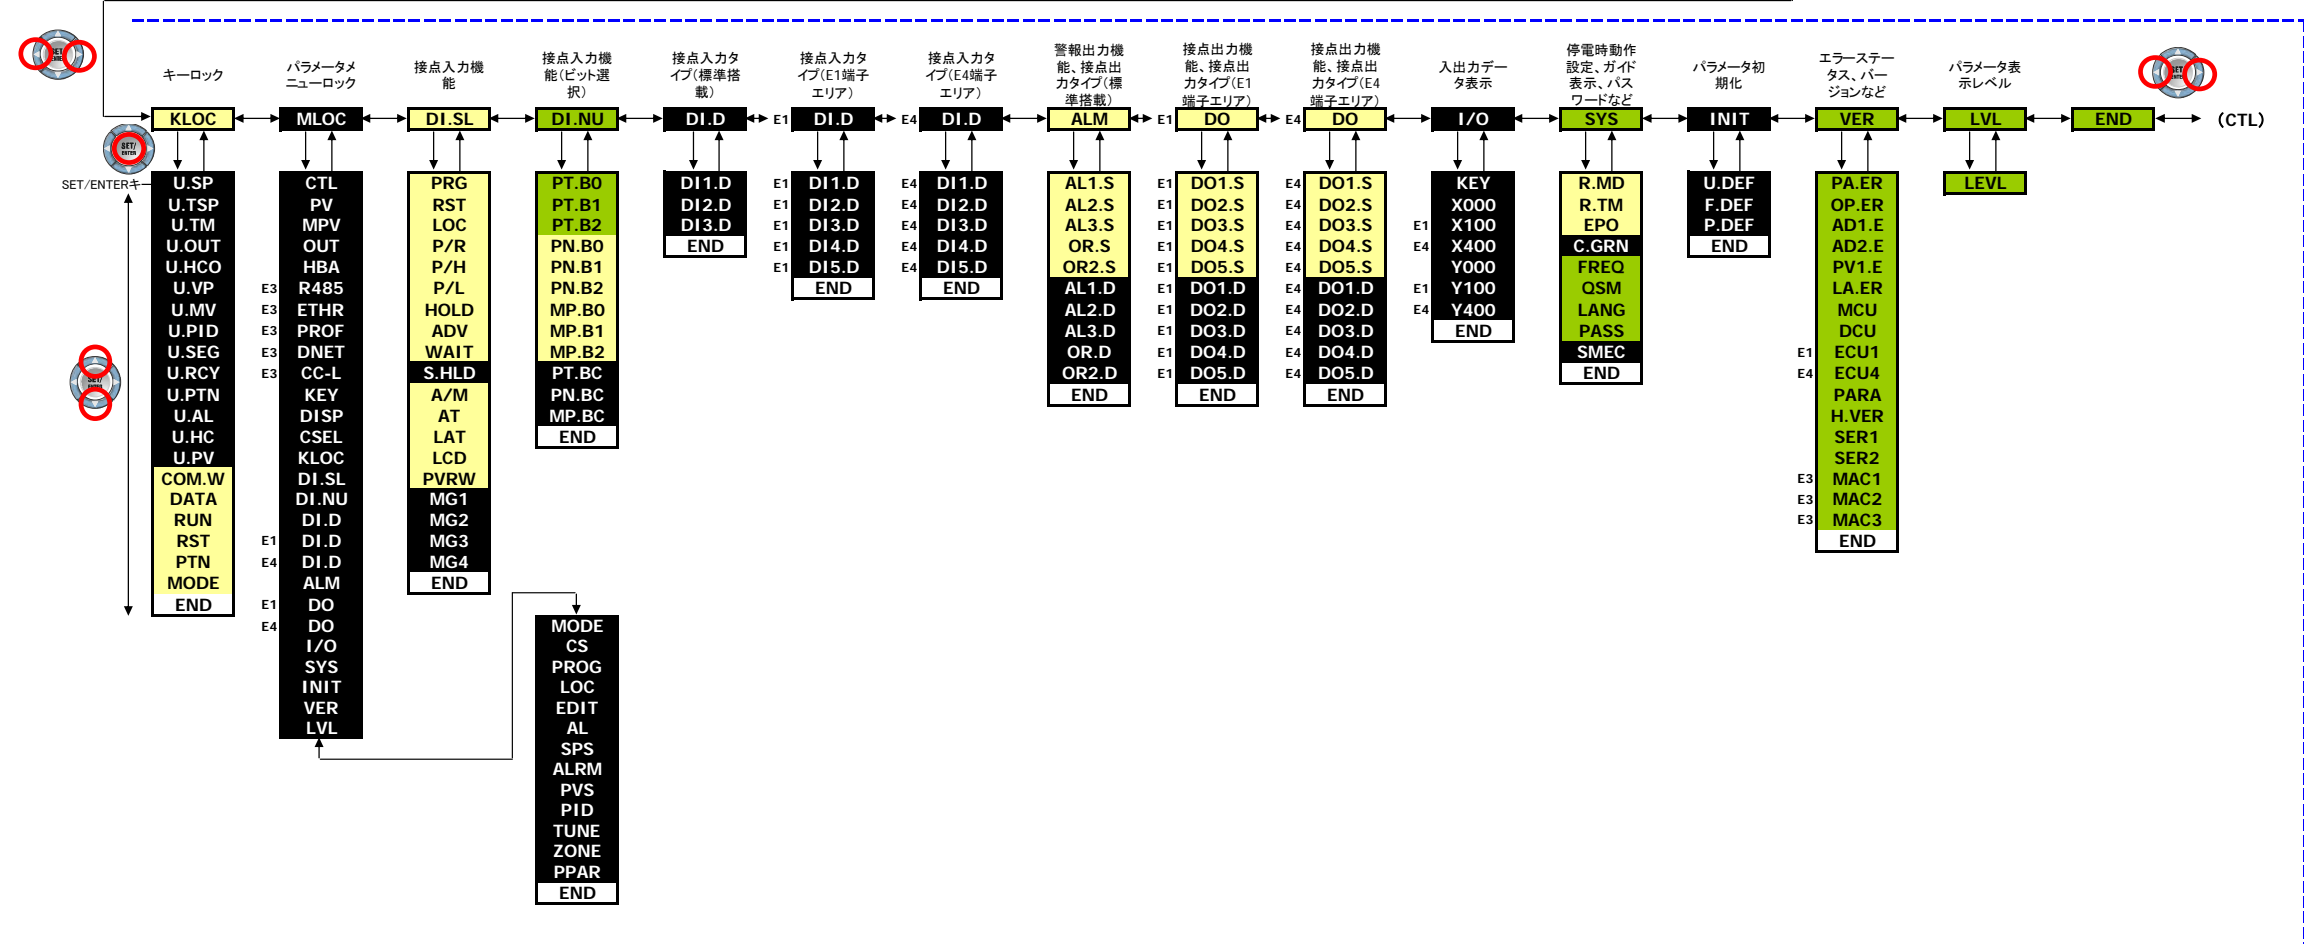 キーロック
パラメータメ
ニューロック
接点入力機
能
接点入力機
能(ビット選
択)
接点入力タ
イプ(標準搭
載)
接点入力タ
イプ(E1端子
エリア)
接点入力タ
イプ(E4端子
エリア)
警報出力機
能、接点出
力タイプ(標
準搭載)
接点出力機
能、接点出
力タイプ(E1
端子エリア)
接点出力機
能、接点出
力タイプ(E4
端子エリア)
入出力デー
タ表示
停電時動作
設定、ガイド
表示、パス
ワードなど
パラメータ初
期化
エラーステー
タス、バー
ジョンなど
パラメータ表
示レベル
KLOC MLOC DI.SL DI.NU DI.D E1 DI.D E4 DI.D ALM E1 DO E4 DO I/O SYS INIT VER LVL END (CTL)
SET/
ENTER
SET/ENTERキー
U.SP
U.TSP
U.TM
U.OUT
U.HCO
U.VP
U.MV
U.PID
U.SEG
U.RCY
U.PTN
U.AL
U.HC
U.PV
COM.W
DATA
RUN
RST
PTN
MODE
END
CTL
PV
MPV
OUT
HBA
E3 R485
E3 ETHR
E3 PROF
E3 DNET
E3 CC-L
KEY
DISP
CSEL
KLOC
DI.SL
DI.NU
DI.D
E1 DI.D
E4 DI.D
ALM
E1 DO
E4 DO
I/O
SYS
INIT
VER
LVL
PRG
RST
LOC
P/R
P/H
P/L
HOLD
ADV
WAIT
S.HLD
A/M
AT
LAT
LCD
PVRW
MG1
MG2
MG3
MG4
END
PT.B0
PT.B1
PT.B2
PN.B0
PN.B1
PN.B2
MP.B0
MP.B1
MP.B2
PT.BC
PN.BC
MP.BC
END
MODE
CS
PROG
LOC
EDIT
AL
SPS
ALRM
PVS
PID
TUNE
ZONE
PPAR
END
DI1.D
DI2.D
DI3.D
END
E1 DI1.D
E1 DI2.D
E1 DI3.D
E1 DI4.D
E1 DI5.D
END
E4 DI1.D
E4 DI2.D
E4 DI3.D
E4 DI4.D
E4 DI5.D
END
AL1.S
AL2.S
AL3.S
OR.S
OR2.S
AL1.D
AL2.D
AL3.D
OR.D
OR2.D
END
E1 DO1.S
E1 DO2.S
E1 DO3.S
E1 DO4.S
E1 DO5.S
E1 DO1.D
E1 DO2.D
E1 DO3.D
E1 DO4.D
E1 DO5.D
END
E4 DO1.S
E4 DO2.S
E4 DO3.S
E4 DO4.S
E4 DO5.S
E4 DO1.D
E4 DO2.D
E4 DO3.D
E4 DO4.D
E4 DO5.D
END
KEY
X000
E1 X100
E4 X400
Y000
E1 Y100
E4 Y400
END
R.MD
R.TM
EPO
C.GRN
FREQ
QSM
LANG
PASS
SMEC
END
U.DEF
F.DEF
P.DEF
END
PA.ER
OP.ER
AD1.E
AD2.E
PV1.E
LA.ER
MCU
DCU
E1 ECU1
E4 ECU4
PARA
H.VER
SER1
SER2
E3 MAC1
E3 MAC2
E3 MAC3
END
LEVL